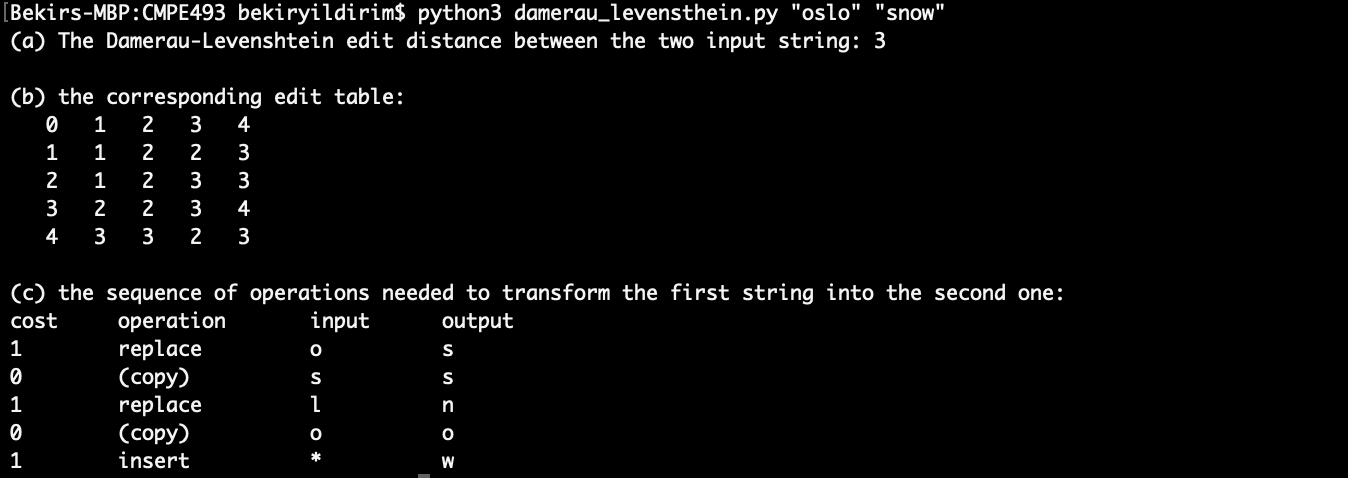 [Bekirs-MBP:CMPE493 bekiryildirim$ python3 damerau_levensthein.py "oslo" "snow"
(a) The Damerau-Levenshtein edit distance between the two input string: 3
(b) the corresponding edit table:
0 1 2 3 4
1 1 2 2 3
2 1 2 3 3
3 2 2 3 4
4 3 3 2 3
(c) the sequence of operations needed to transform the first string into the second one:
cost operation input output
1 replace o s
0 (copy) s s
1 replace l n
0 (copy) o o
1 insert * w